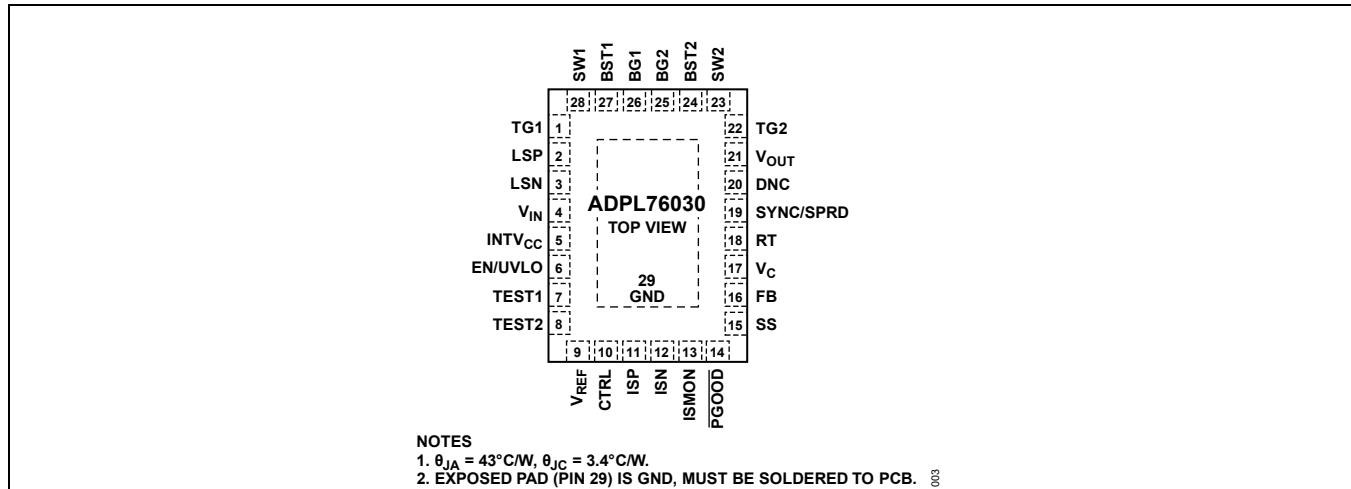 SW1
BST1
BG1
BG2
BST2
SW2
28 27 26 25 24 23
TG1 1
LSP 2
LSN 3
VIN 4
INTVCC 5
EN/UVLO 6
TEST1 7
TEST2 8
22 TG2
21 VOUT
20 DNC
19 SYNC/SPRD
18 RT
17 VC
16 FB
15 SS
ADPL76030
TOP VIEW
29
GND
9 10 11 12 13 14
VREF
CTRL
ISP
ISN
ISMON
PGOOD
NOTES
1. θJA = 43°C/W, θJC = 3.4°C/W.
2. EXPOSED PAD (PIN 29) IS GND, MUST BE SOLDERED TO PCB.
003